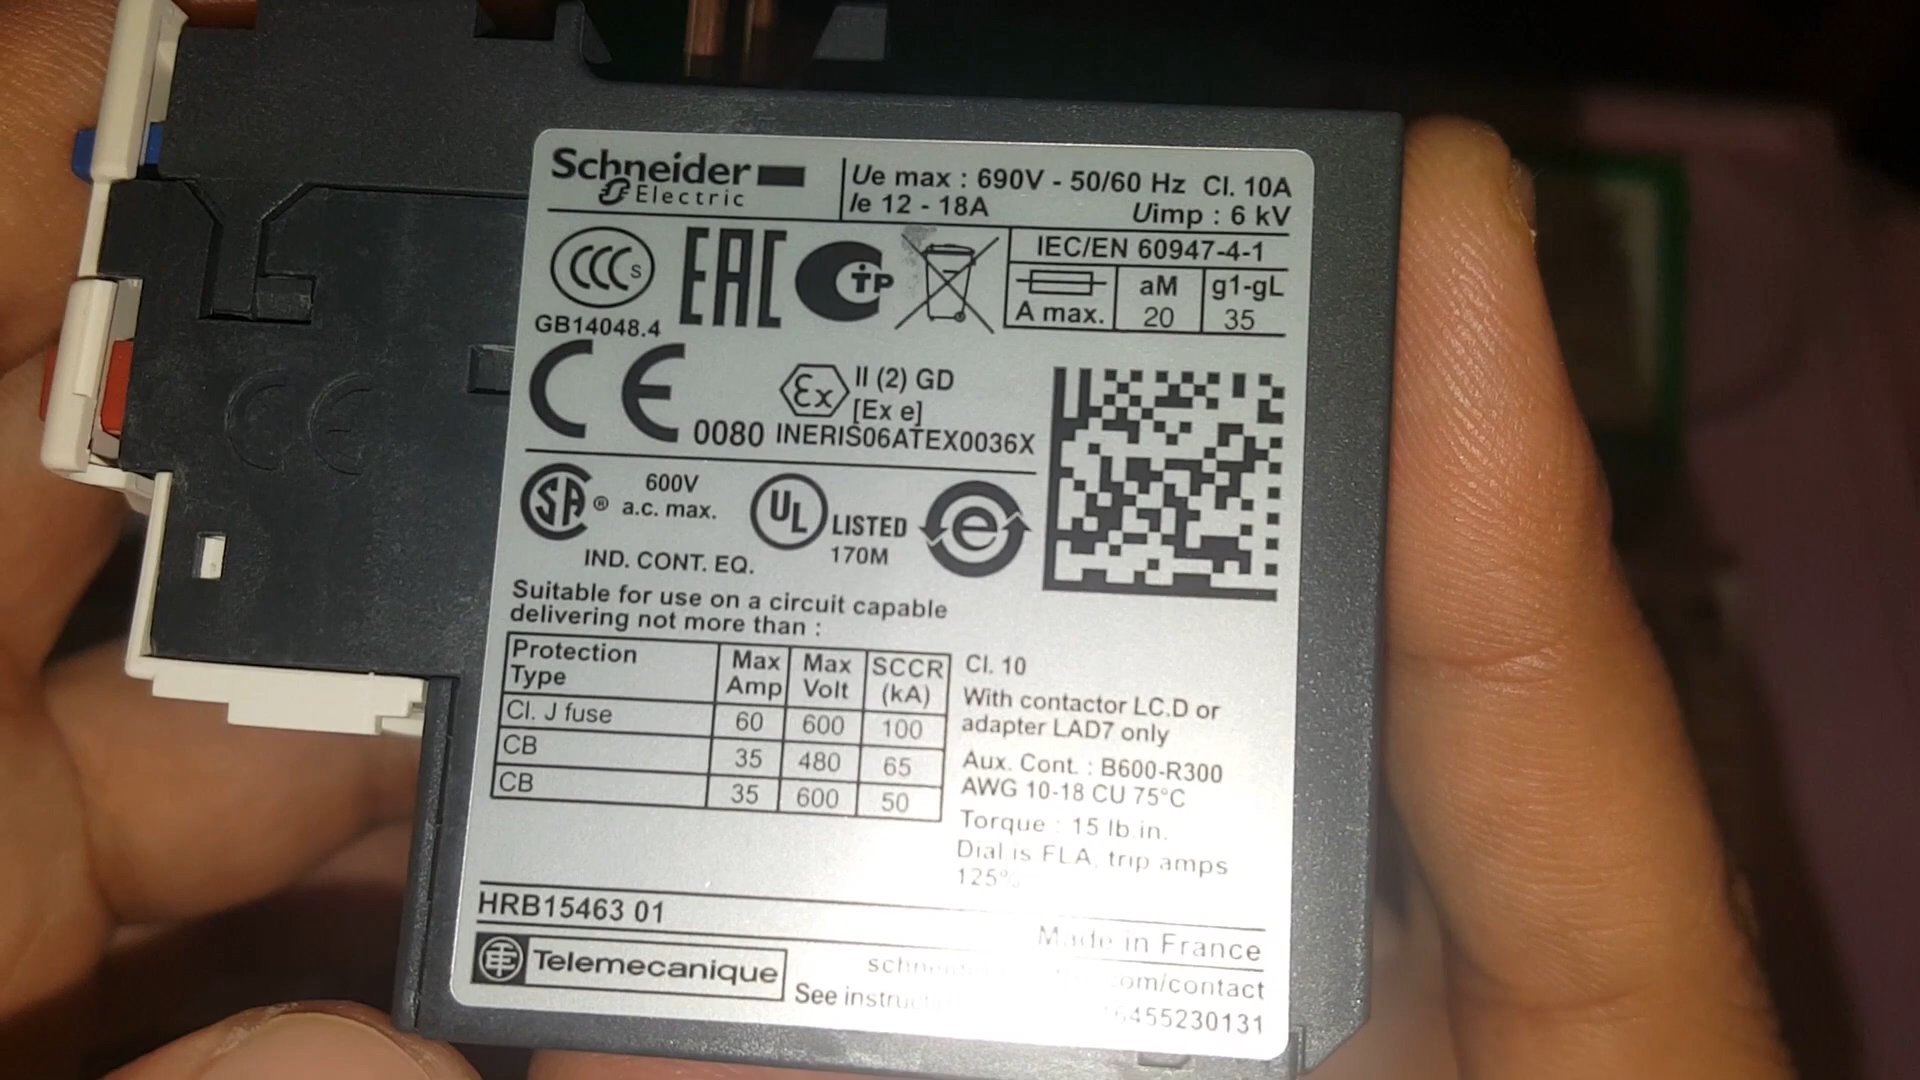 Schneider
Electric
Ue max : 690V - 50/60 Hz Cl. 10A
Ie 12 - 18A
Uimp : 6 kV
CCC S
GB14048.4
EAC
IEC/EN 60947-4-1
aM g1-gL
A max. 20 35
CE
0080
Ex
II (2) GD
[Ex e]
INERIS06ATEX0036X
SA ®
600V
a.c. max.
IND. CONT. EQ.
UL
LISTED
170M
e
Suitable for use on a circuit capable
delivering not more than :
Protection Type Max Amp Max Volt SCCR (kA)
Cl. J fuse 60 600 100
CB 35 480 65
CB 35 600 50
Cl. 10
With contactor LC.D or
adapter LAD7 only
Aux. Cont. : B600-R300
AWG 10-18 CU 75°C
Torque : 15 lb.in.
Dial is FLA, trip amps
125%
HRB15463 01
Made in France
Telemecanique
com/contact
See
CE